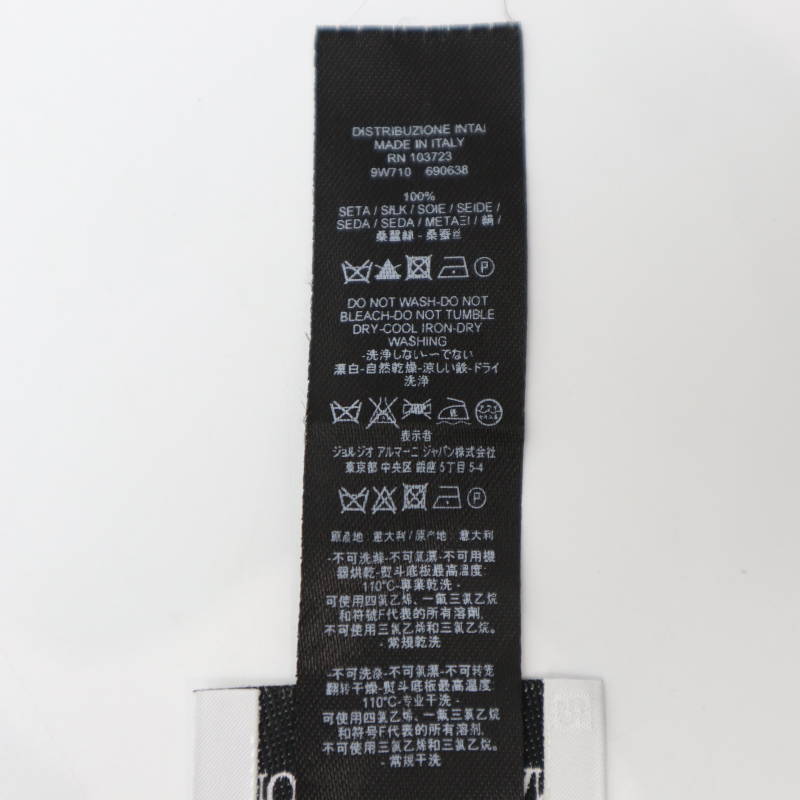 DISTRIBUZIONE INTAI
MADE IN ITALY
RN 103723
9W710 690638
100%
SETA / SILK / SOIE / SEIDE /
SEDA / SEDA / ΜΕΤΑΞΙ / 絹 /
桑蠶絲 - 桑蚕丝
P
DO NOT WASH-DO NOT
BLEACH-DO NOT TUMBLE
DRY-COOL IRON-DRY
WASHING
-洗浄しない-ーでない
漂白-自然乾燥-涼しい鉄-ドライ
洗浄
表示者
ジョルジオ アルマーニ ジャパン株式会社
東京都 中央区 銀座 5丁目 5-4
P
原產地: 意大利 / 原产地: 意大利
-不可洗滌-不可氯漂-不可用機
器烘乾-熨斗底板最高溫度:
110°C-專業乾洗 -
可使用四氯乙烯、一氟三氯乙烷
和符號F代表的所有溶劑,
不可使用三氯乙烯和三氯乙烷。
- 常規乾洗
-不可洗涤-不可氯漂-不可转笼
翻转干燥-熨斗底板最高温度:
110°C-专业干洗 -
可使用四氯乙烯、一氟三氯乙烷
和符号F代表的所有溶剂,
不可使用三氯乙烯和三氯乙烷。
- 常规干洗